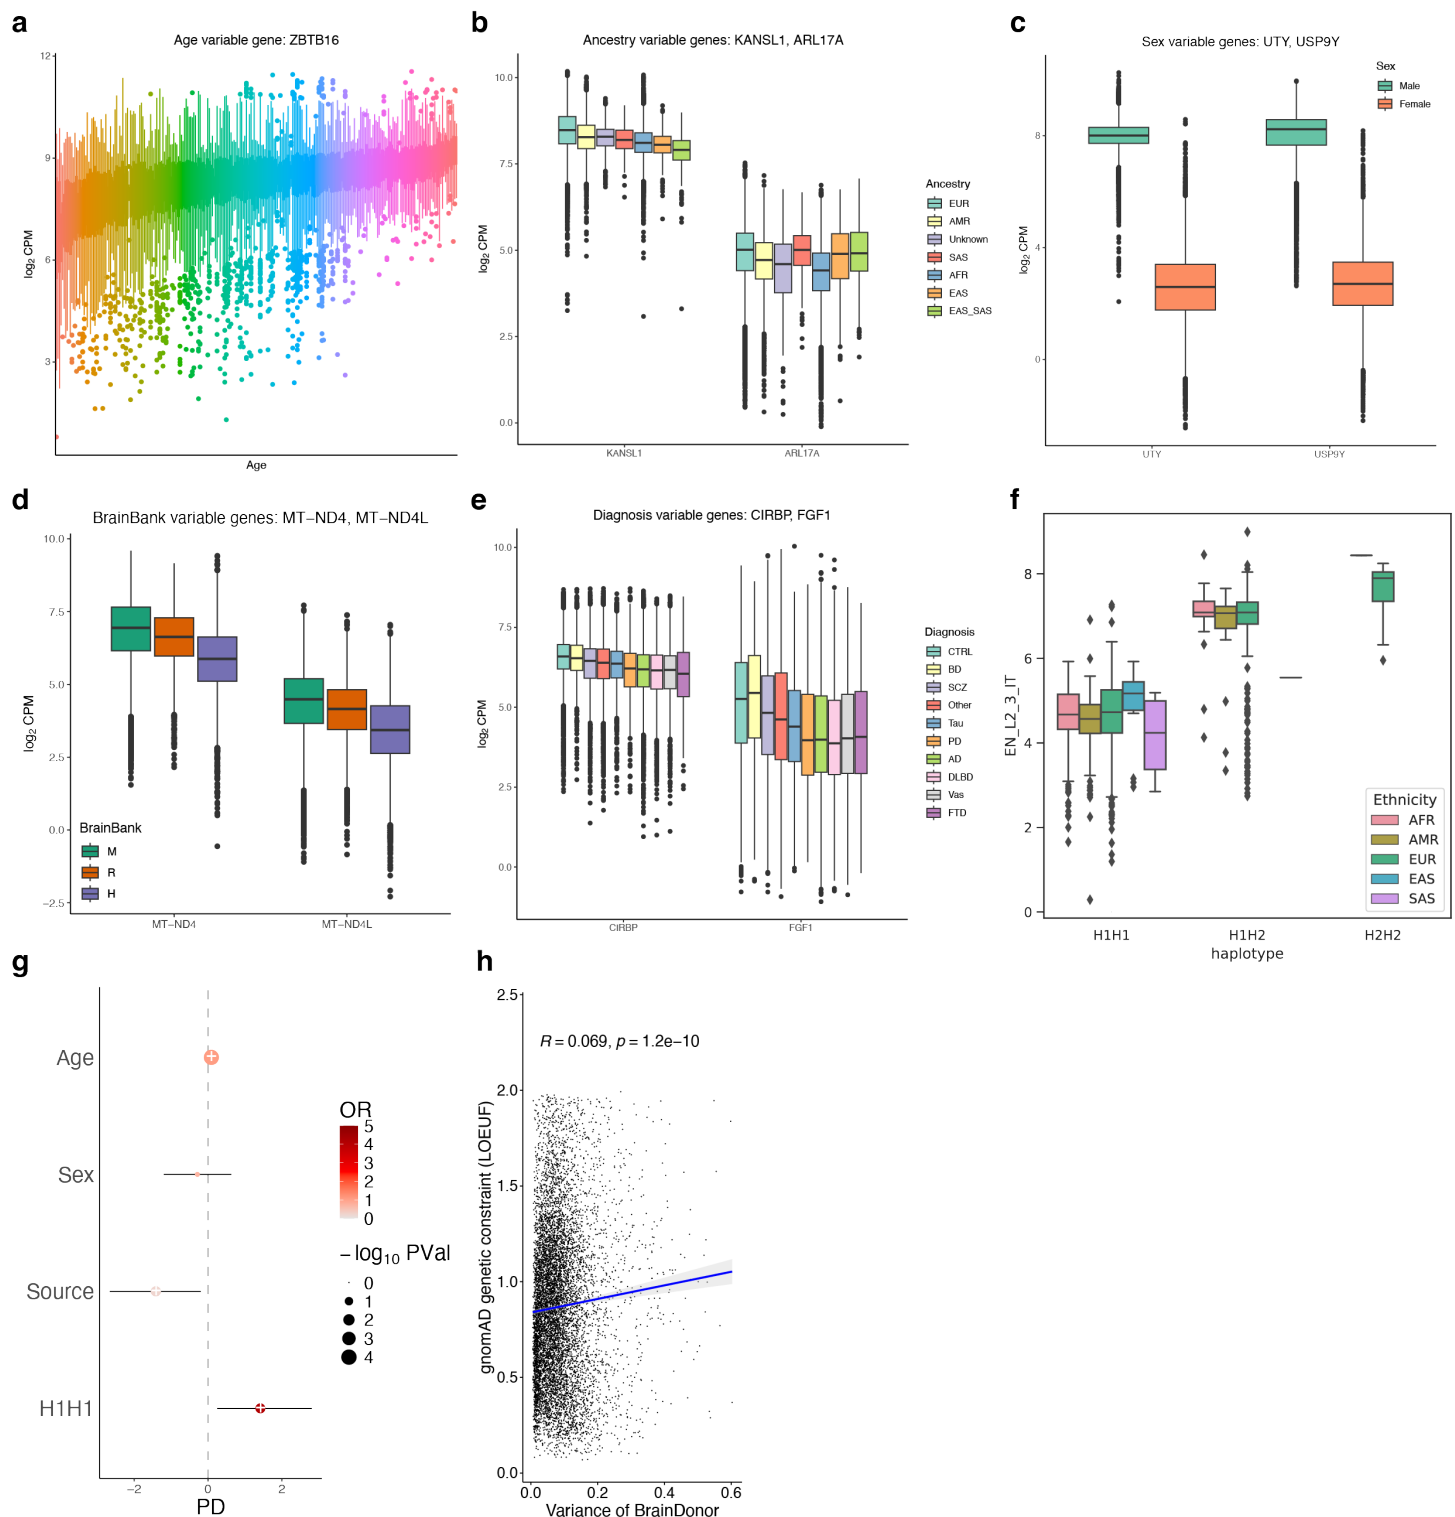 a
Age variable gene: ZBTB16
12
9
6
3
log2 CPM
Age
b
Ancestry variable genes: KANSL1, ARL17A
10.0
7.5
5.0
2.5
0.0
log2 CPM
KANSL1
ARL17A
Ancestry
EUR
AMR
Unknown
SAS
AFR
EAS
EAS_SAS
c
Sex variable genes: UTY, USP9Y
8
4
0
log2 CPM
UTY
USP9Y
Sex
Male
Female
d
BrainBank variable genes: MT−ND4, MT−ND4L
10.0
7.5
5.0
2.5
0.0
−2.5
log2 CPM
BrainBank
M
R
H
MT−ND4
MT−ND4L
e
Diagnosis variable genes: CIRBP, FGF1
10.0
7.5
5.0
2.5
0.0
log2 CPM
CIRBP
FGF1
Diagnosis
CTRL
BD
SCZ
Other
Tau
PD
AD
DLBD
Vas
FTD
f
8
6
4
2
0
EN_L2_3_IT
H1H1
H1H2
H2H2
haplotype
Ethnicity
AFR
AMR
EUR
EAS
SAS
g
Age
Sex
Source
H1H1
−2
0
2
PD
OR
5
4
3
2
1
0
−log10 PVal
0
1
2
3
4
h
2.5
2.0
1.5
1.0
0.5
0.0
gnomAD genetic constraint (LOEUF)
R = 0.069, p = 1.2e−10
0.0
0.2
0.4
0.6
Variance of BrainDonor